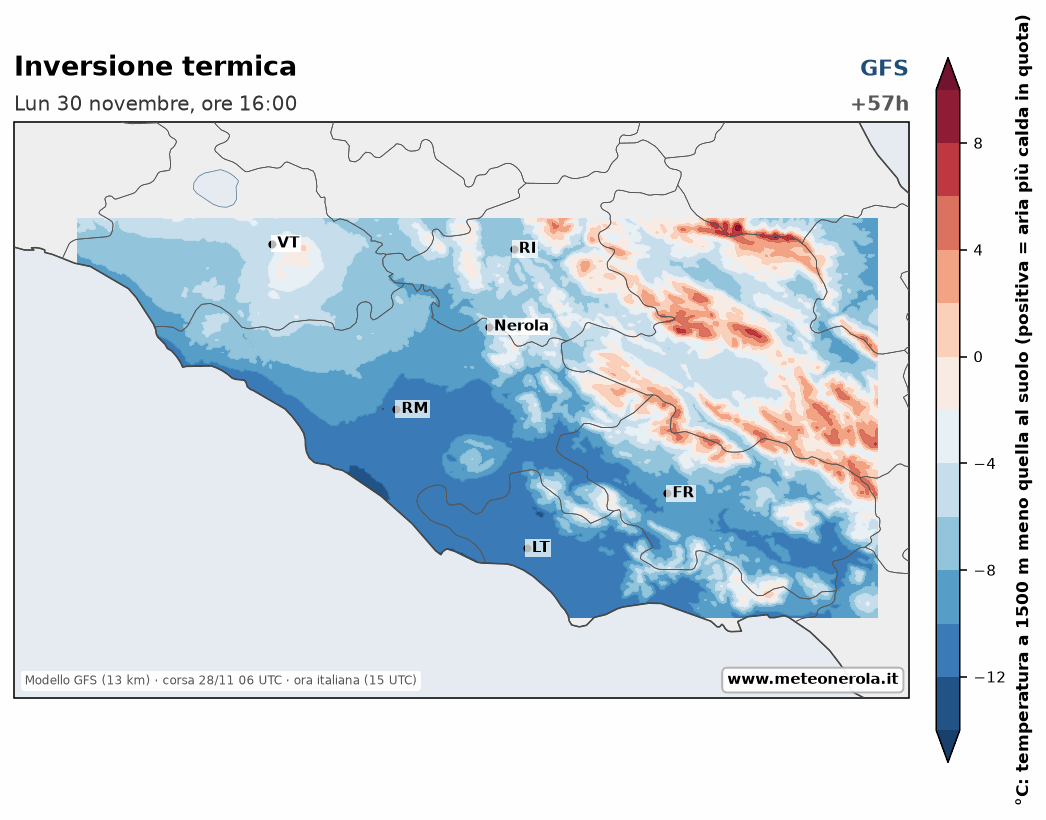 Inversione termica
GFS
Lun 30 novembre, ore 16:00
+57h
VT
RI
Nerola
RM
FR
LT
8
4
0
−4
−8
−12
°C: temperatura a 1500 m meno quella al suolo (positiva = aria più calda in quota)
Modello GFS (13 km) · corsa 28/11 06 UTC · ora italiana (15 UTC)
www.meteonerola.it